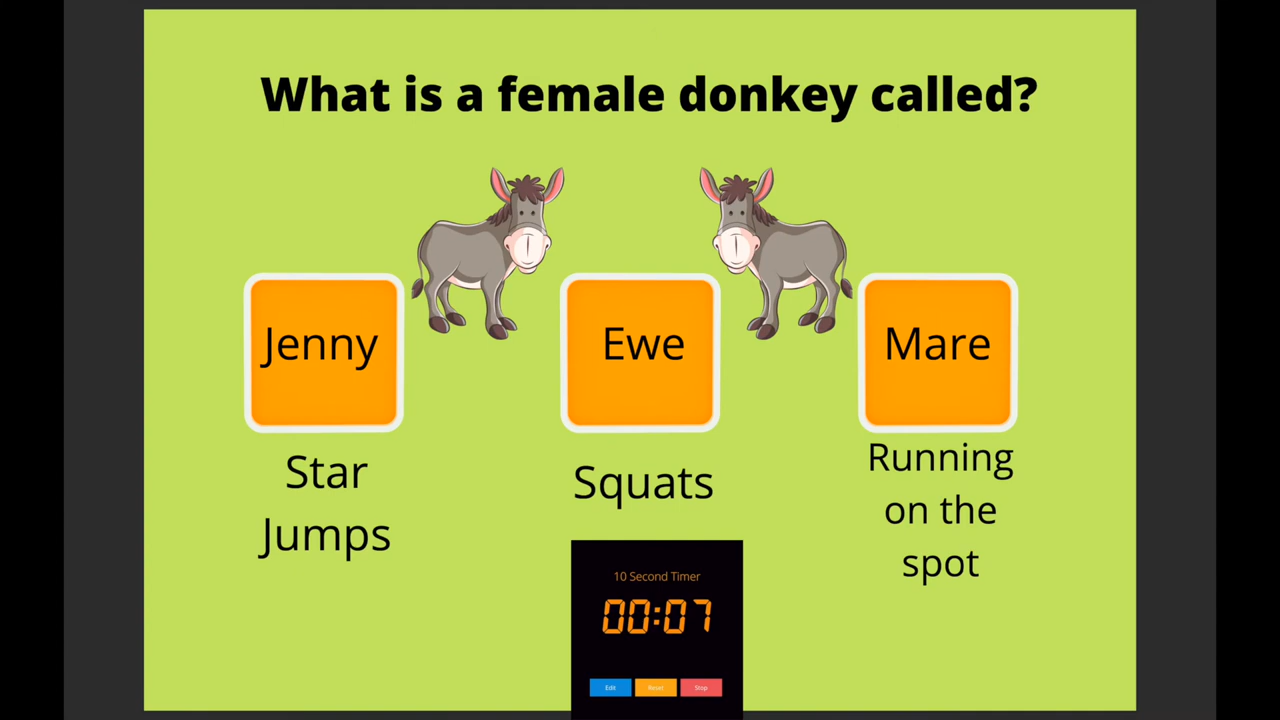 What is a female donkey called?
Jenny
Ewe
Mare
Star
Jumps
Squats
Running
on the
spot
10 Second Timer
00:07
Edit
Reset
Stop